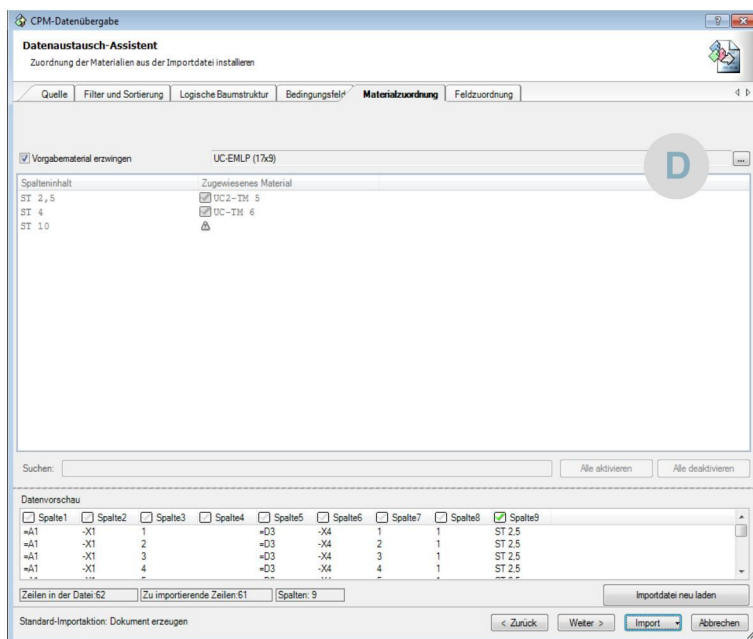 CPM-Datenübergabe
Datenaustausch-Assistent
Zuordnung der Materialien aus der Importdatei installieren
Quelle Filter und Sortierung Logische Baumstruktur Bedingungsfeld Materialzuordnung Feldzuordnung
Vorgabematerial erzwingen UC-EMLP (17x9) ...
D
Spalteninhalt Zugewiesenes Material
ST 2,5 UC2-TM 5
ST 4 UC-TM 6
ST 10
Suchen: Alle aktivieren Alle deaktivieren
Datenvorschau
Spalte1 Spalte2 Spalte3 Spalte4 Spalte5 Spalte6 Spalte7 Spalte8 Spalte9
=A1 -X1 1 =D3 -X4 1 1 ST 2,5
=A1 -X1 2 =D3 -X4 2 1 ST 2,5
=A1 -X1 3 =D3 -X4 3 1 ST 2,5
=A1 -X1 4 =D3 -X4 4 1 ST 2,5
Zeilen in der Datei:62 Zu importierende Zeilen:61 Spalten: 9 Importdatei neu laden
Standard-Importaktion: Dokument erzeugen < Zurück Weiter > Import Abbrechen